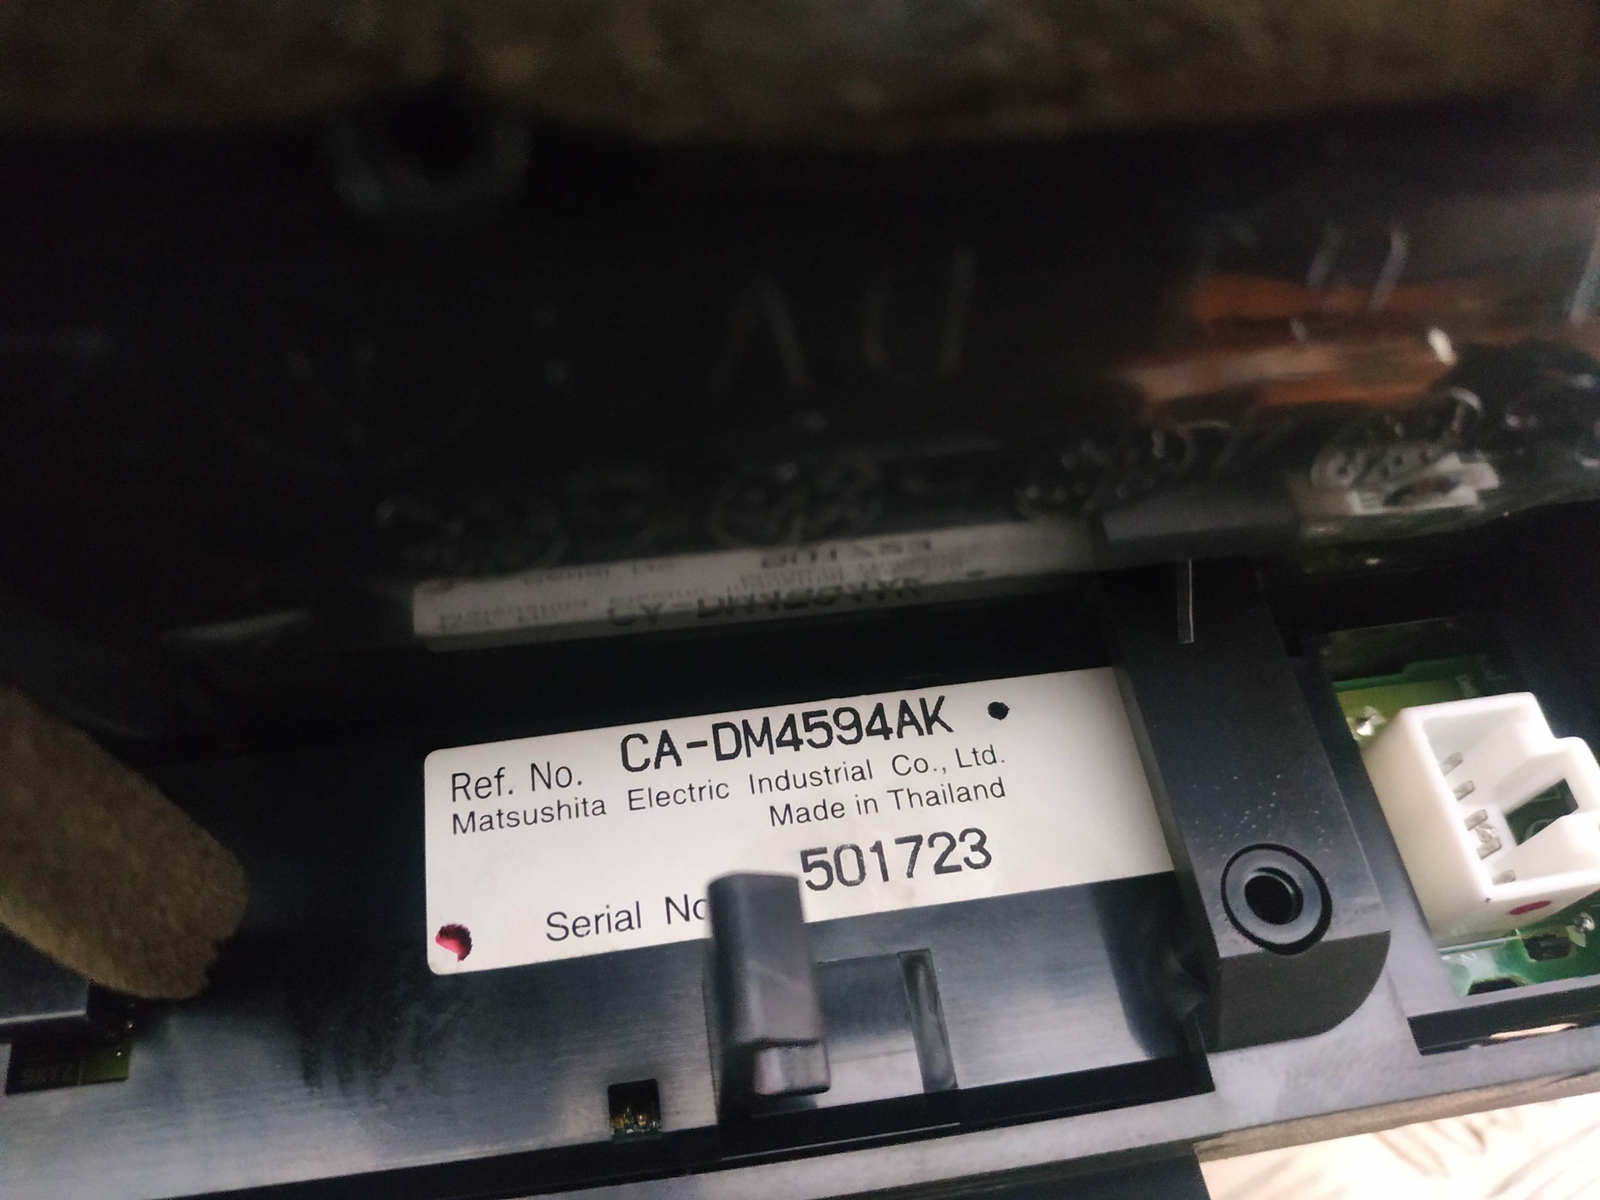 Ref. No. CA-DM4594AK
Matsushita Electric Industrial Co., Ltd.
Made in Thailand
501723
Serial No